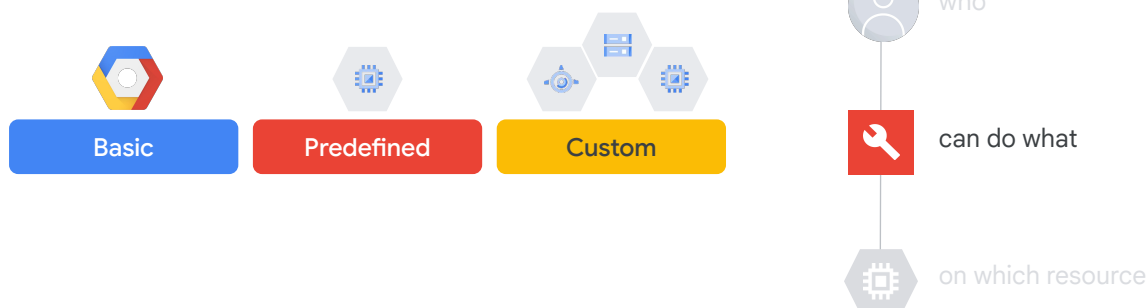 who
Basic
Predefined
Custom
can do what
on which resource